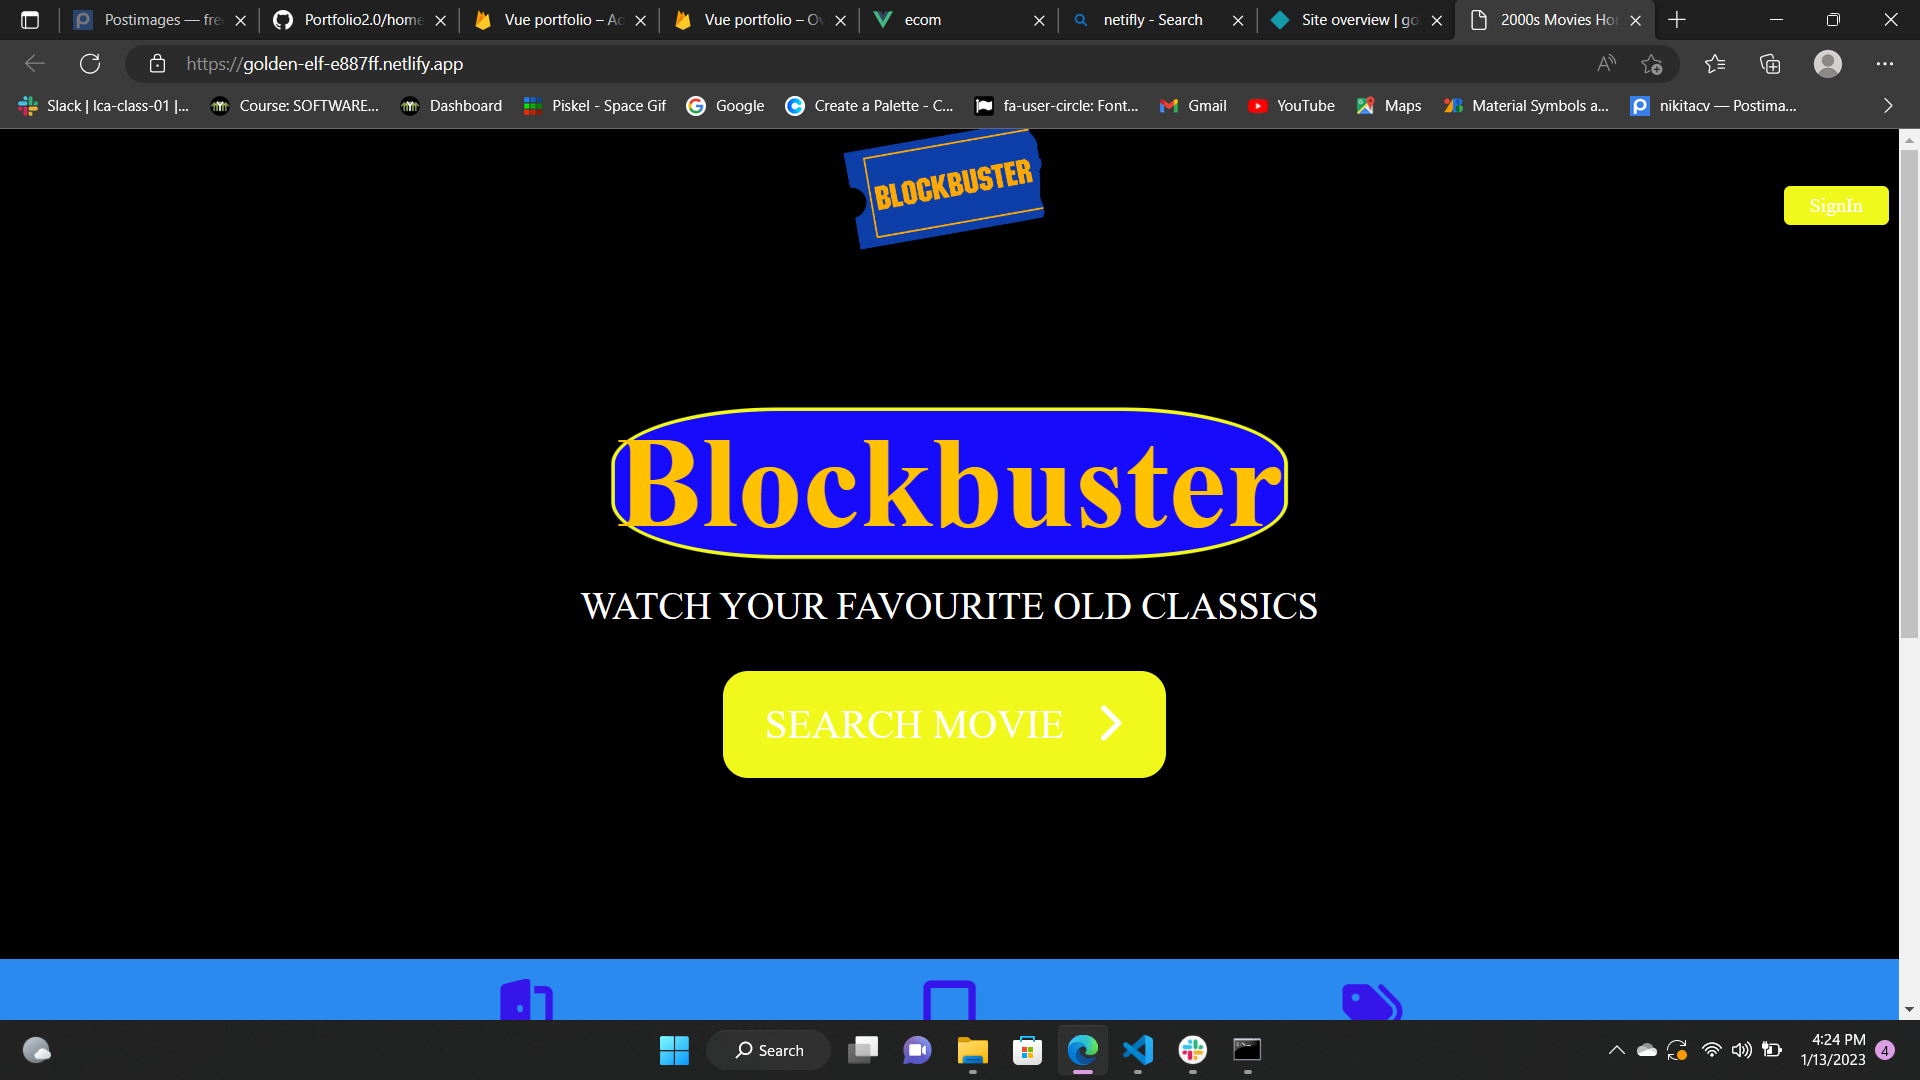 Postimages — fre
Portfolio2.0/home
Vue portfolio – Ac
Vue portfolio – Ov
ecom
netifly - Search
Site overview | go
2000s Movies Ho
https://golden-elf-e887ff.netlify.app
Slack | lca-class-01 |...
Course: SOFTWARE...
Dashboard
Piskel - Space Gif
Google
Create a Palette - C...
fa-user-circle: Font...
Gmail
YouTube
Maps
Material Symbols a...
nikitacv — Postima...
BLOCKBUSTER
SignIn
Blockbuster
WATCH YOUR FAVOURITE OLD CLASSICS
SEARCH MOVIE
Search
4:24 PM
1/13/2023
4